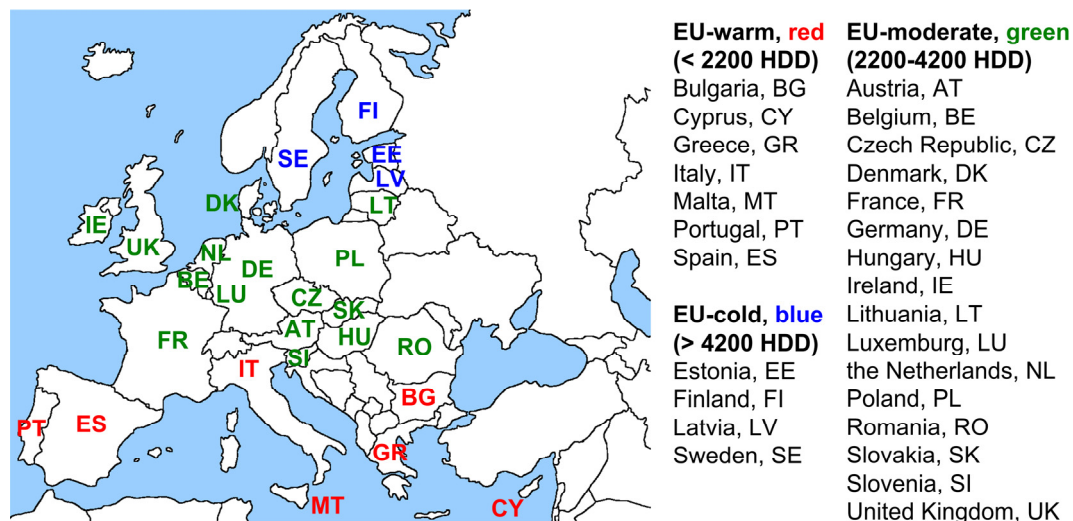 FI
SE
EE
LV
DK
LT
IE
UK
NL
DE
PL
BE
LU
CZ
SK
AT
HU
FR
SI
RO
IT
BG
PT
ES
GR
MT
CY
EU-warm, red
(< 2200 HDD)
Bulgaria, BG
Cyprus, CY
Greece, GR
Italy, IT
Malta, MT
Portugal, PT
Spain, ES
EU-cold, blue
(> 4200 HDD)
Estonia, EE
Finland, FI
Latvia, LV
Sweden, SE
EU-moderate, green
(2200-4200 HDD)
Austria, AT
Belgium, BE
Czech Republic, CZ
Denmark, DK
France, FR
Germany, DE
Hungary, HU
Ireland, IE
Lithuania, LT
Luxemburg, LU
the Netherlands, NL
Poland, PL
Romania, RO
Slovakia, SK
Slovenia, SI
United Kingdom, UK